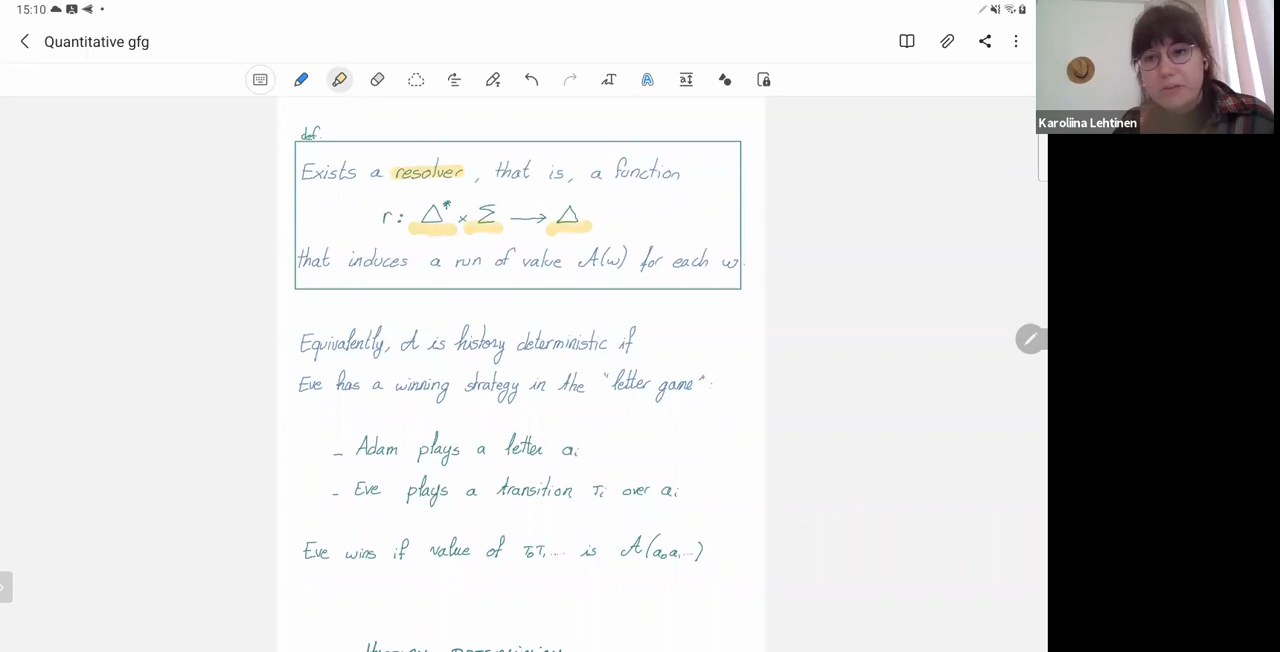 15:10
Quantitative gfg
Karoliina Lehtinen
def.
Exists a resolver, that is, a function
r: Δ* × Σ → Δ
that induces a run of value A(w) for each w.
Equivalently, A is history deterministic if
Eve has a winning strategy in the "letter game":
- Adam plays a letter aᵢ
- Eve plays a transition τᵢ over aᵢ
Eve wins if value of τ₀τ₁... is A(a₀a₁...)